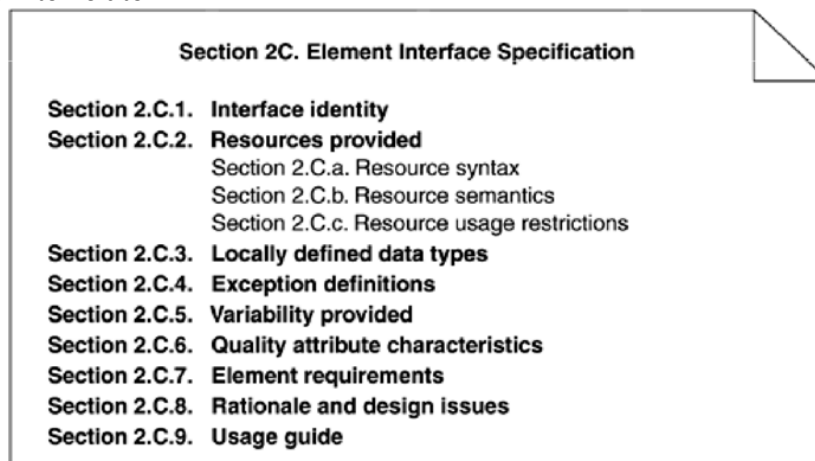 Section 2C. Element Interface Specification
Section 2.C.1. Interface identity
Section 2.C.2. Resources provided
Section 2.C.a. Resource syntax
Section 2.C.b. Resource semantics
Section 2.C.c. Resource usage restrictions
Section 2.C.3. Locally defined data types
Section 2.C.4. Exception definitions
Section 2.C.5. Variability provided
Section 2.C.6. Quality attribute characteristics
Section 2.C.7. Element requirements
Section 2.C.8. Rationale and design issues
Section 2.C.9. Usage guide